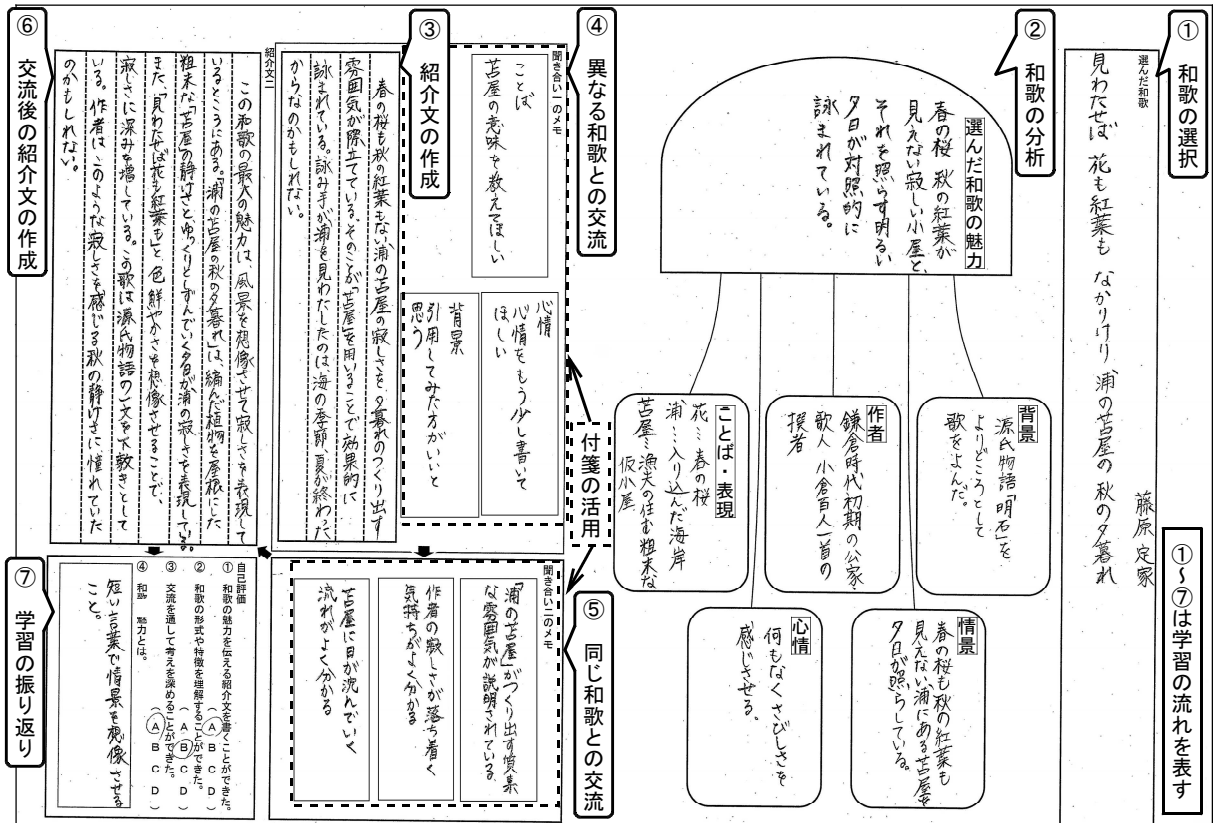 ① 和歌の選択
選んだ和歌
見わたせば 花も紅葉も なかりけり 浦の苫屋の 秋の夕暮れ
藤原 定家
①～⑦は学習の流れを表す
② 和歌の分析
選んだ和歌の魅力
春の桜 秋の紅葉が
見えない寂しい小屋と、
それを照らす明るい
夕日が対照的に
詠まれている。
背景
源氏物語「明石」を
よりどころとして
歌をよんだ。
作者
鎌倉時代初期の公家・
歌人 小倉百人一首の
撰者
ことば・表現
花…春の桜
浦…入り込んだ海岸
苫屋…漁夫の住む粗末な
仮小屋
情景
春の桜も秋の紅葉も
見えない浦にある苫屋を
夕日が照らしている。
心情
何もなくさびしさを
感じさせる。
④ 異なる和歌との交流
聞き合い一のメモ
ことば
苫屋の意味を教えてほしい
心情
心情をもう少し書いて
ほしい
背景
引用してみた方がいいと
思う
付箋の活用
③ 紹介文の作成
春の桜も秋の紅葉もない浦の苫屋の寂しさを、夕暮れのつくり出す
雰囲気が際立てている。そのことが「苫屋」を用いることで効果的に
詠まれている。詠み手が浦を見わたしたのは、海の季節、夏が終わった
からなのかもしれない。
⑤ 同じ和歌との交流
聞き合い二のメモ
「浦の苫屋」がつくり出す質素
な雰囲気が説明されている
作者の寂しさが落ち着く
気持ちがよく分かる
苫屋に日が沈んでいく
流れがよく分かる
⑥ 交流後の紹介文の作成
紹介文二
この和歌の最大の魅力は、風景を想像させて寂しさを表現して
いるところにある。「浦の苫屋の秋の夕暮れ」は、編んだ植物を屋根にした
粗末な「苫屋」の静けさとゆっくりとしずんでいく夕日が浦の寂しさを表現している。
また、「見わたせば花も紅葉も」と色鮮やかさを想像させることで、
寂しさに深みを増している。この歌は源氏物語の一文を下敷きとして
いる。作者はこのような寂しさを感じる秋の静けさに、憧れていた
のかもしれない。
⑦ 学習の振り返り
自己評価
① 和歌の魅力を伝える紹介文を書くことができた。 (A B C D)
② 和歌の形式や特徴を理解することができた。 (A B C D)
③ 交流を通して考えを深めることができた。 (A B C D)
④ 和歌 魅力とは。
短い言葉で情景を想像させる
こと。